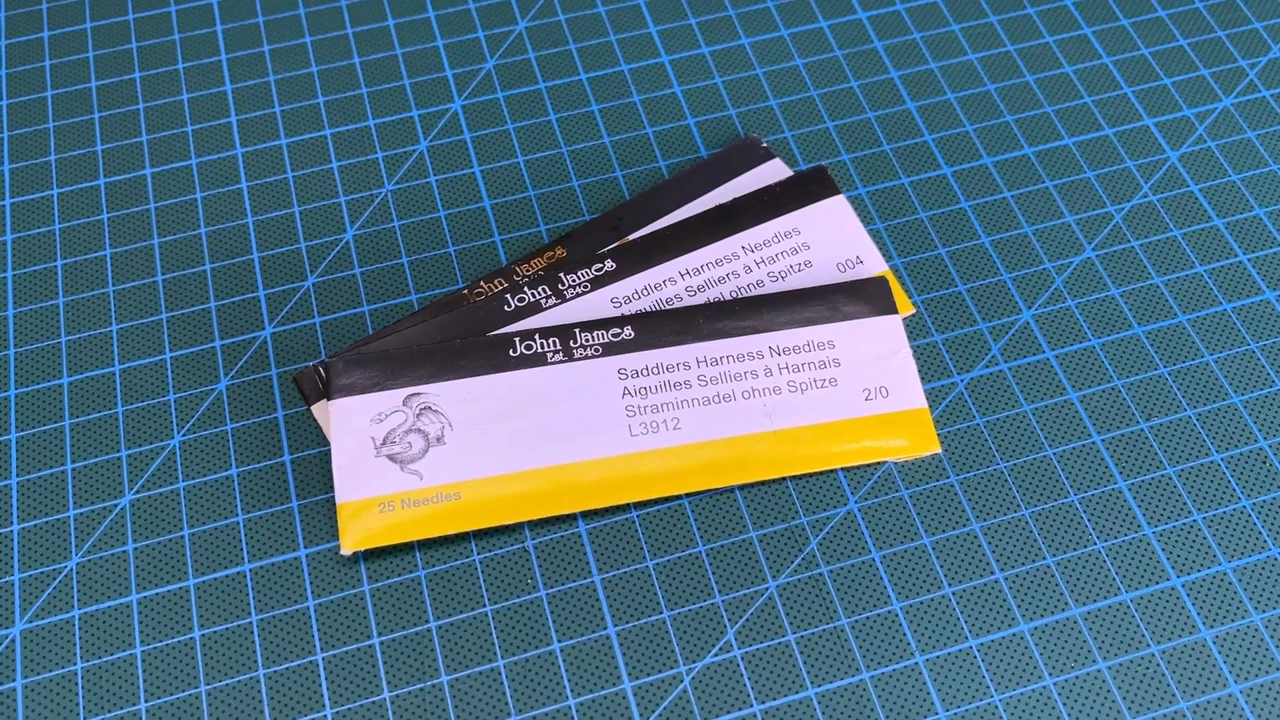 John James
John James
Est. 1840
Saddlers Harness Needles
Aiguilles Selliers à Harnais
ohne Spitze
004
John James
Est. 1840
Saddlers Harness Needles
Aiguilles Selliers à Harnais
Straminnadel ohne Spitze
L3912
2/0
25 Needles